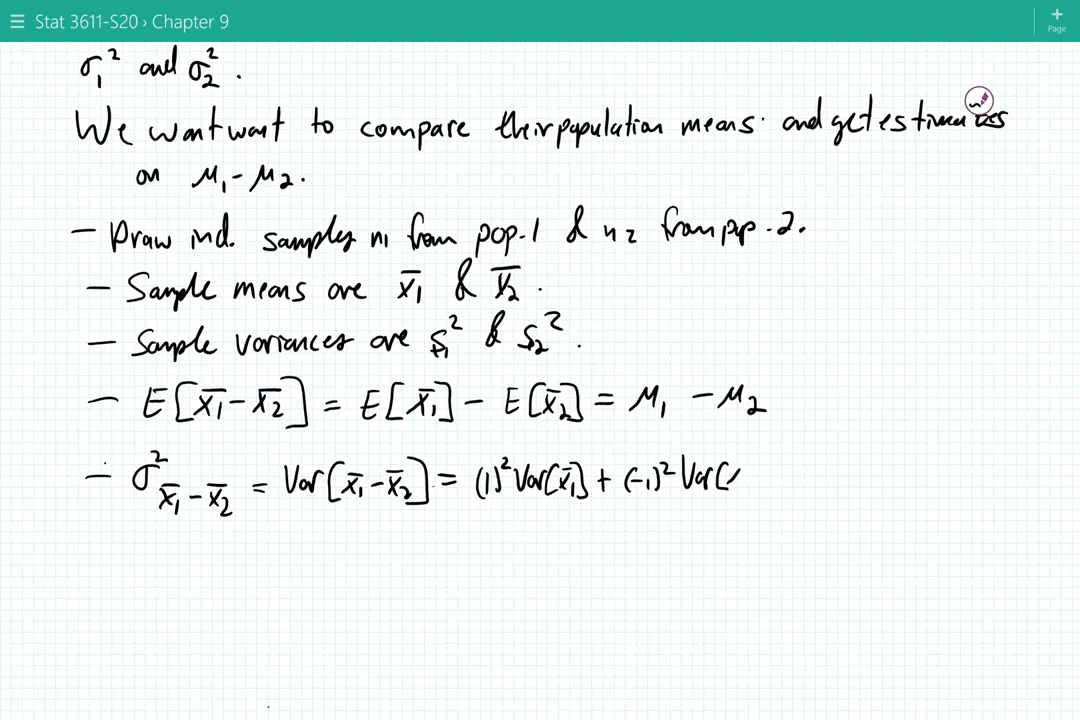 Stat 3611-S20 › Chapter 9
Page
σ₁² and σ₂² .
We wont want to compare their population means. and get estimates
on μ₁ - μ₂.
- Draw ind. samples n₁ from pop.1 & n₂ from pop.2.
- Sample means are x̄₁ & x̄₂ .
- Sample variances are s₁² & s₂² .
- E[x̄₁ - x̄₂] = E[x̄₁] - E[x̄₂] = μ₁ - μ₂
- σ²x̄₁ - x̄₂ = Var[x̄₁ - x̄₂] = (1)² Var[x̄₁] + (-1)² Var(